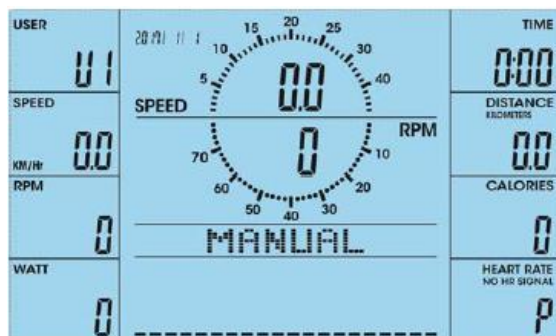 USER
U1
SPEED
KM/Hr 0.0
RPM
0
WATT
0
5 10 15 20 25 30 40
SPEED
0.0
0
RPM
70 60 50 40 30 20 10
MANUAL
TIME
0:00
DISTANCE
KILOMETERS
0.0
CALORIES
0
HEART RATE
NO HR SIGNAL
P